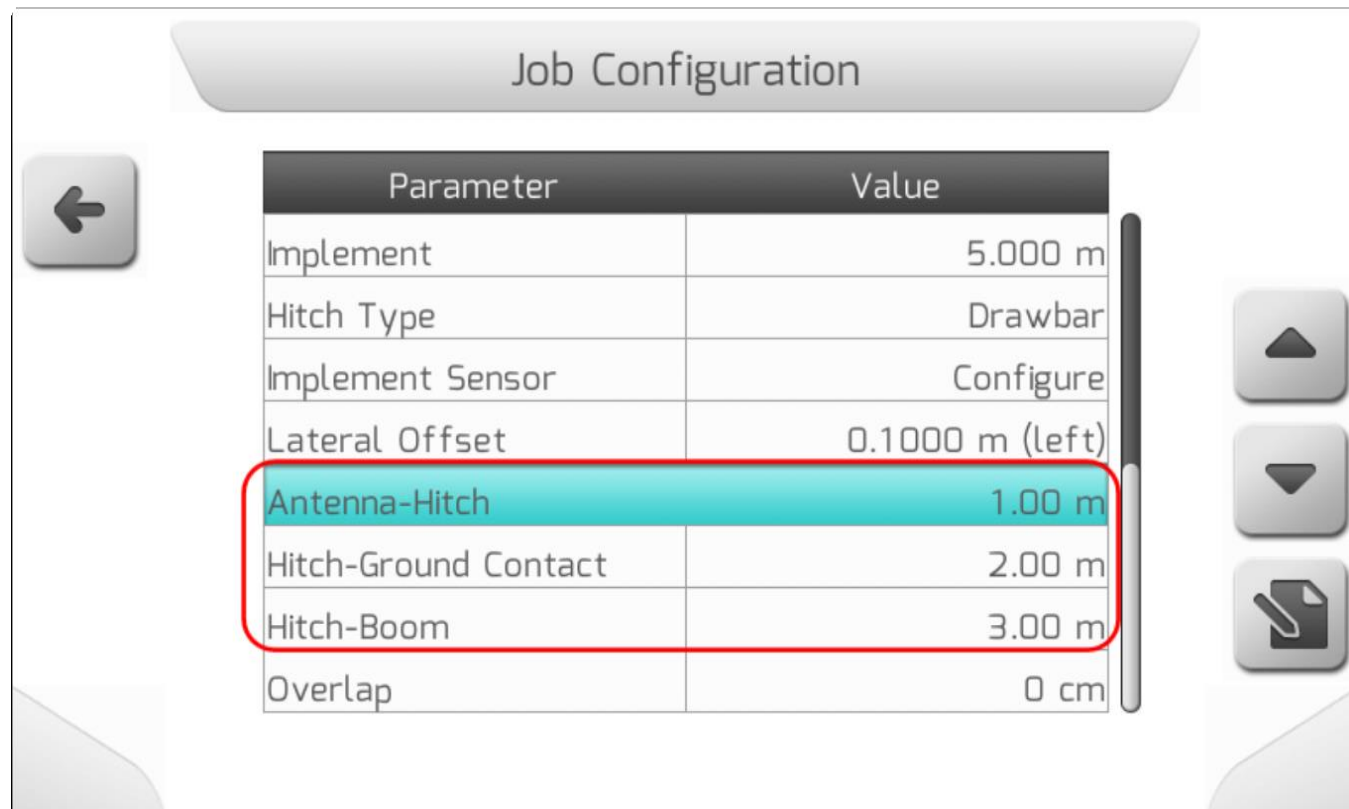 Job Configuration
Parameter Value
Implement 5.000 m
Hitch Type Drawbar
Implement Sensor Configure
Lateral Offset 0.1000 m (left)
Antenna-Hitch 1.00 m
Hitch-Ground Contact 2.00 m
Hitch-Boom 3.00 m
Overlap 0 cm